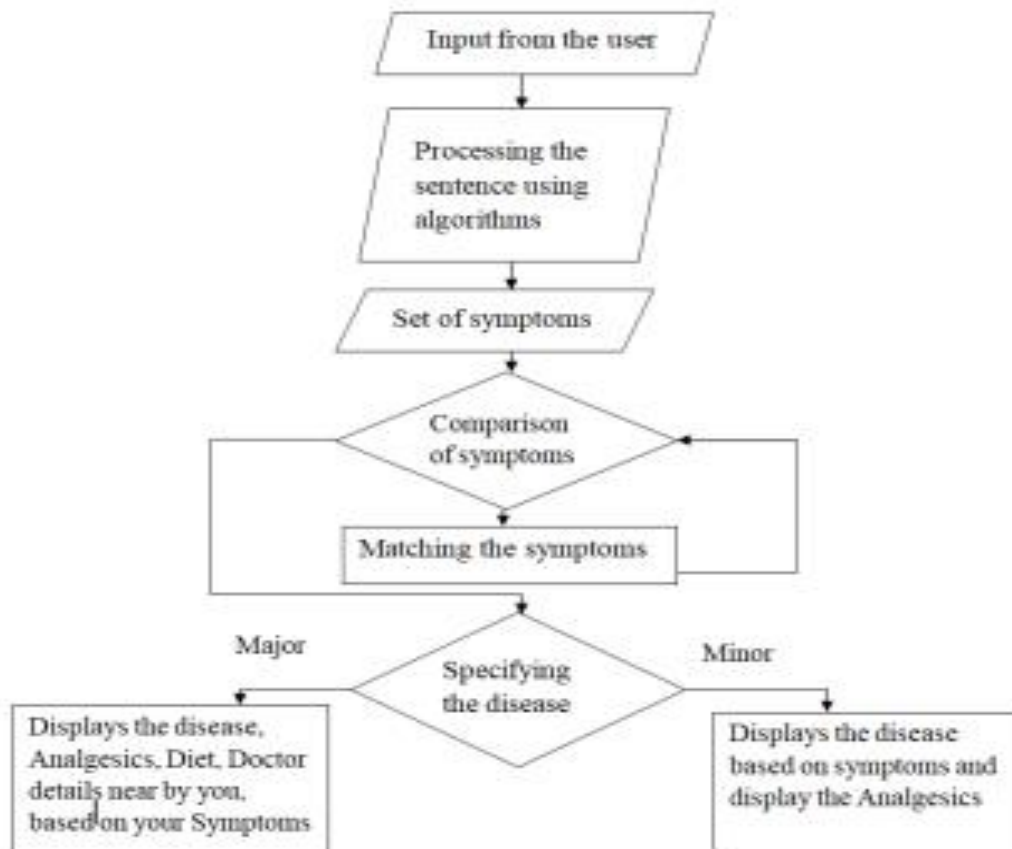 Input from the user
Processing the
sentence using
algorithms
Set of symptoms
Comparison
of symptoms
Matching the symptoms
Major
Minor
Specifying
the disease
Displays the disease,
Analgesics, Diet, Doctor
details near by you,
based on your Symptoms
Displays the disease
based on symptoms and
display the Analgesics